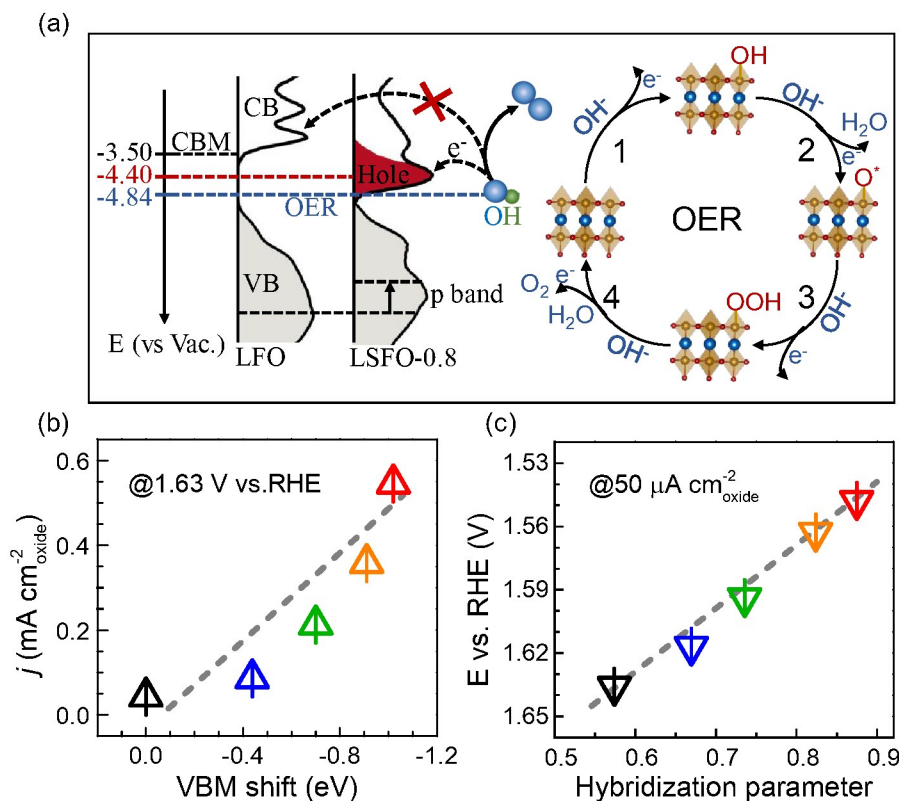 (a)
CB
CBM
-3.50
-4.40
-4.84
Hole
e-
OER
OH
VB
p band
E (vs Vac.)
LFO
LSFO-0.8
OH
OH-
e-
1
OH-
H2O
e-
2
O*
OER
3
OH-
e-
OOH
OH-
4
H2O
O2
e-
(b)
@1.63 V vs.RHE
j (mA cm-2oxide)
0.6
0.4
0.2
0.0
0.0 -0.4 -0.8 -1.2
VBM shift (eV)
(c)
@50 μA cm-2oxide
E vs. RHE (V)
1.53
1.56
1.59
1.62
1.65
0.5 0.6 0.7 0.8 0.9
Hybridization parameter